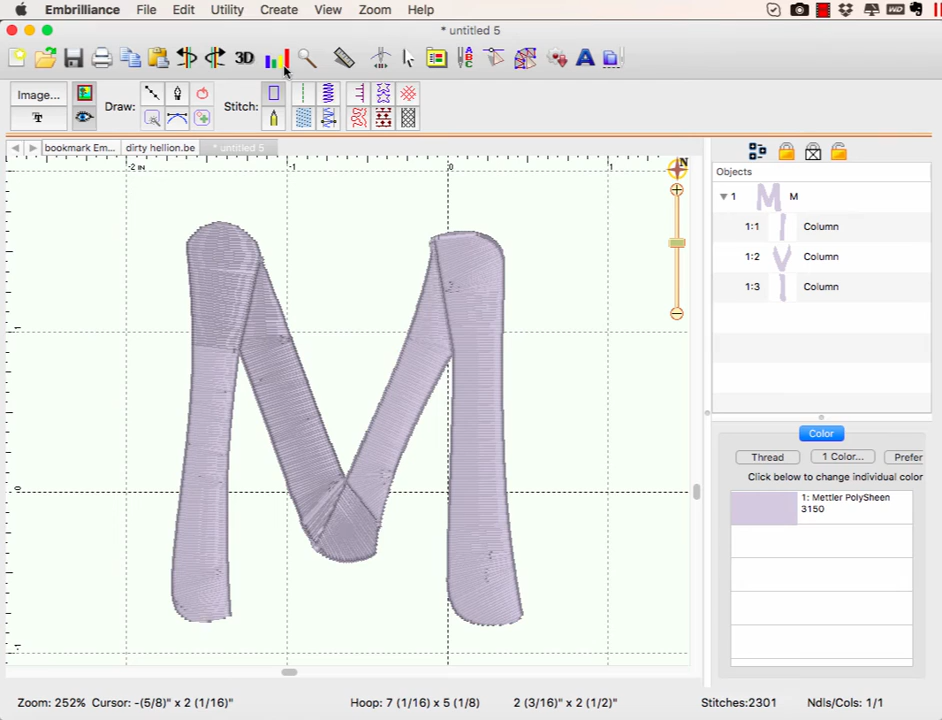 Embrilliance File Edit Utility Create View Zoom Help
* untitled 5
3D ABC A
Image... Draw: Stitch:
T
bookmark Em... dirty hellion.be * untitled 5
-2 IN -1 0 1
N
1
0
-1
Objects
1 M
1:1 Column
1:2 Column
1:3 Column
Color
Thread 1 Color... Prefer
Click below to change individual color
1: Mettler PolySheen
3150
Zoom: 252% Cursor: -(5/8)" x 2 (1/16)" Hoop: 7 (1/16) x 5 (1/8) 2 (3/16)" x 2 (1/2)" Stitches:2301 Ndls/Cols: 1/1